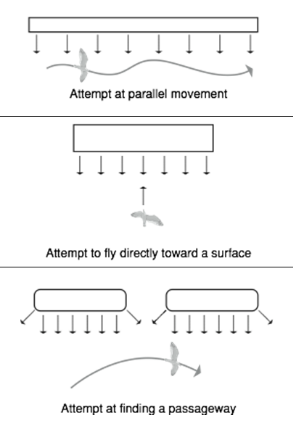 Attempt at parallel movement
Attempt to fly directly toward a surface
Attempt at finding a passageway